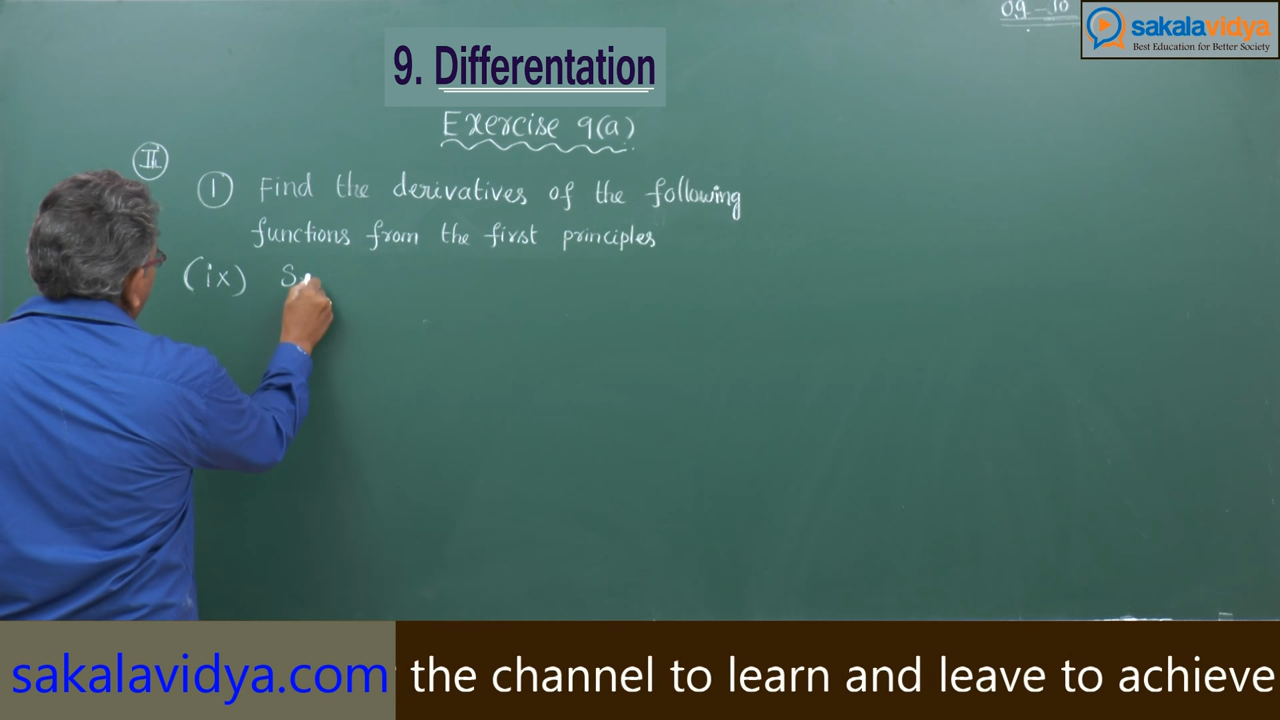 09-10
sakalavidya
Best Education for Better Society
9. Differentation
Exercise 9(a)
II
1 Find the derivatives of the following
functions from the first principles
(ix) S
sakalavidya.com the channel to learn and leave to achieve